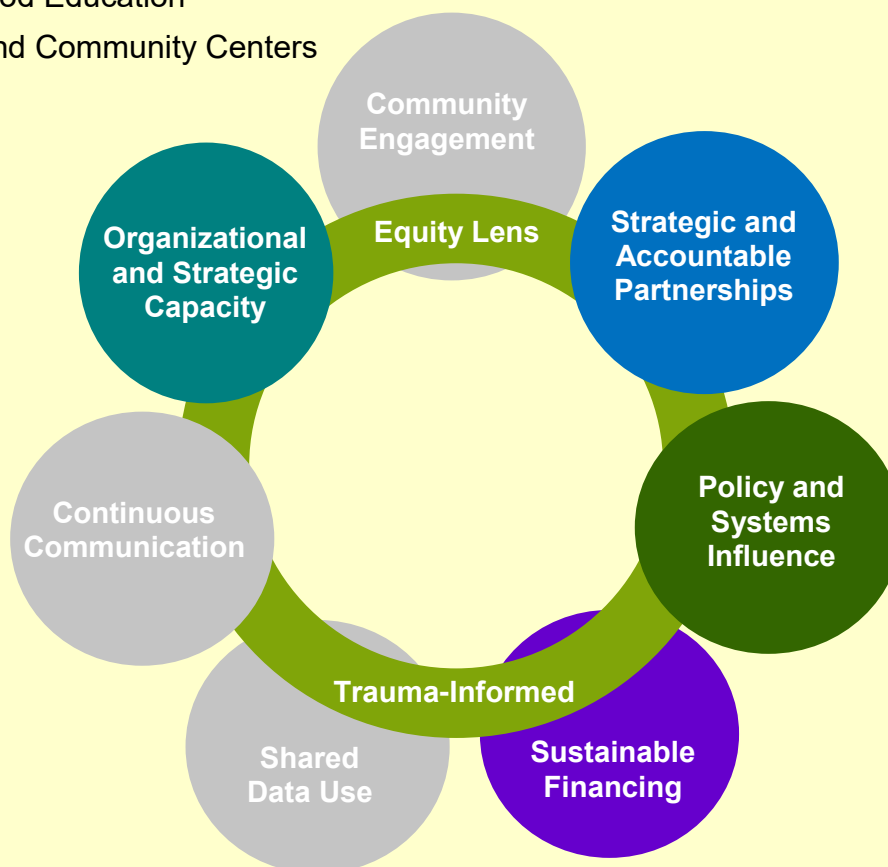 Education
nd Community Centers
Community
Engagement
Equity Lens
Strategic and
Accountable
Partnerships
Organizational
and Strategic
Capacity
Policy and
Systems
Influence
Continuous
Communication
Trauma-Informed
Sustainable
Financing
Shared
Data Use